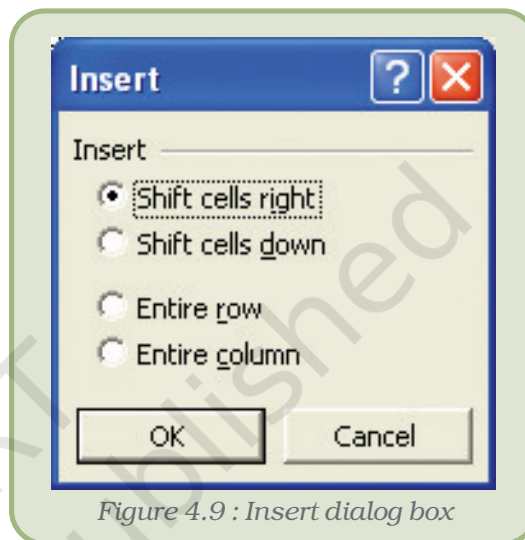 Insert
?
Insert
Shift cells right
Shift cells down
Entire row
Entire column
OK
Cancel
Figure 4.9 : Insert dialog box